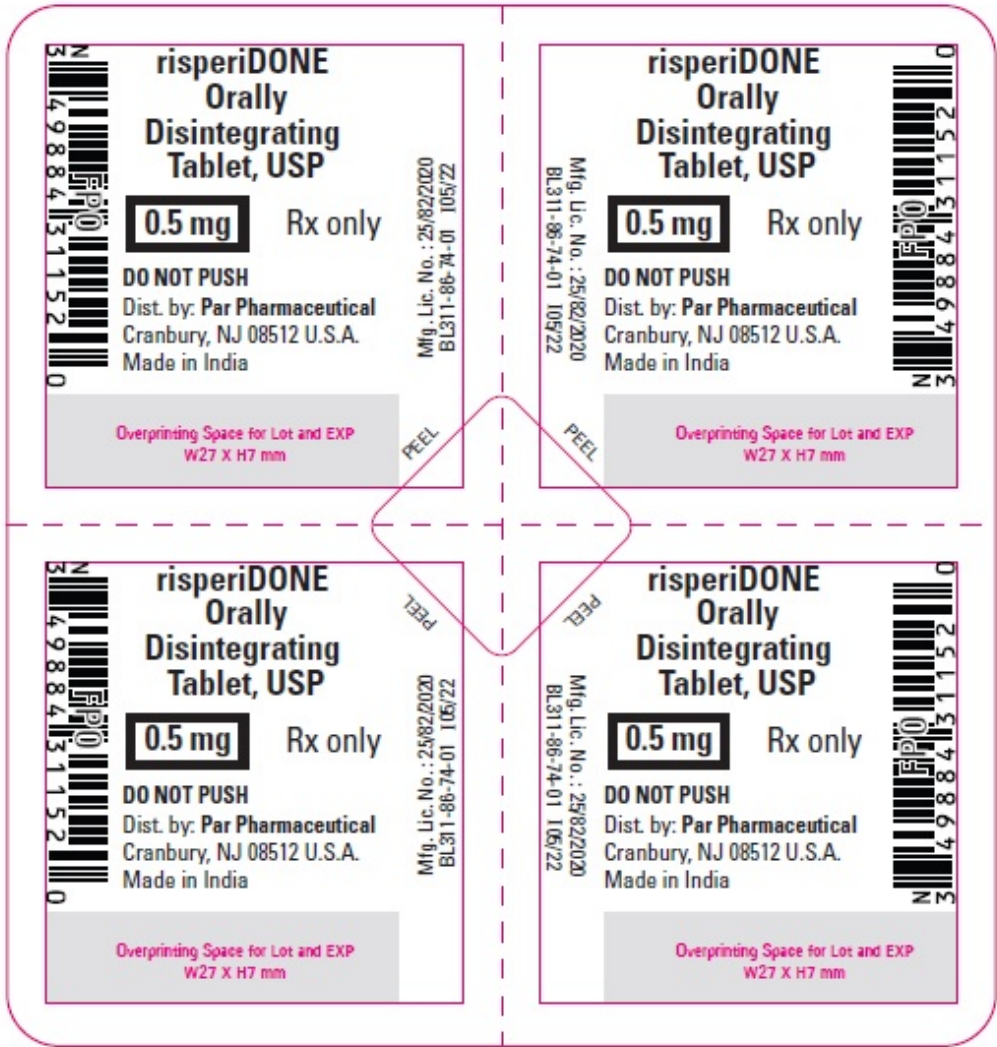 risperiDONE
Orally
Disintegrating
Tablet, USP
0.5 mg Rx only
DO NOT PUSH
Dist. by: Par Pharmaceutical
Cranbury, NJ 08512 U.S.A.
Made in India
Overprinting Space for Lot and EXP
W27 X H7 mm
N
3 49884 31152 0
FPO
Mfg. Lic. No. : 25/82/2020
BL311-86-74-01 I05/22
PEEL
risperiDONE
Orally
Disintegrating
Tablet, USP
0.5 mg Rx only
DO NOT PUSH
Dist. by: Par Pharmaceutical
Cranbury, NJ 08512 U.S.A.
Made in India
Overprinting Space for Lot and EXP
W27 X H7 mm
Mfg. Lic. No. : 25/82/2020
BL311-86-74-01 I05/22
N
3 49884 31152 0
FPO
PEEL
risperiDONE
Orally
Disintegrating
Tablet, USP
0.5 mg Rx only
DO NOT PUSH
Dist. by: Par Pharmaceutical
Cranbury, NJ 08512 U.S.A.
Made in India
Overprinting Space for Lot and EXP
W27 X H7 mm
N
3 49884 31152 0
FPO
Mfg. Lic. No. : 25/82/2020
BL311-86-74-01 I05/22
PEEL
risperiDONE
Orally
Disintegrating
Tablet, USP
0.5 mg Rx only
DO NOT PUSH
Dist. by: Par Pharmaceutical
Cranbury, NJ 08512 U.S.A.
Made in India
Overprinting Space for Lot and EXP
W27 X H7 mm
Mfg. Lic. No. : 25/82/2020
BL311-86-74-01 I05/22
N
3 49884 31152 0
FPO
PEEL